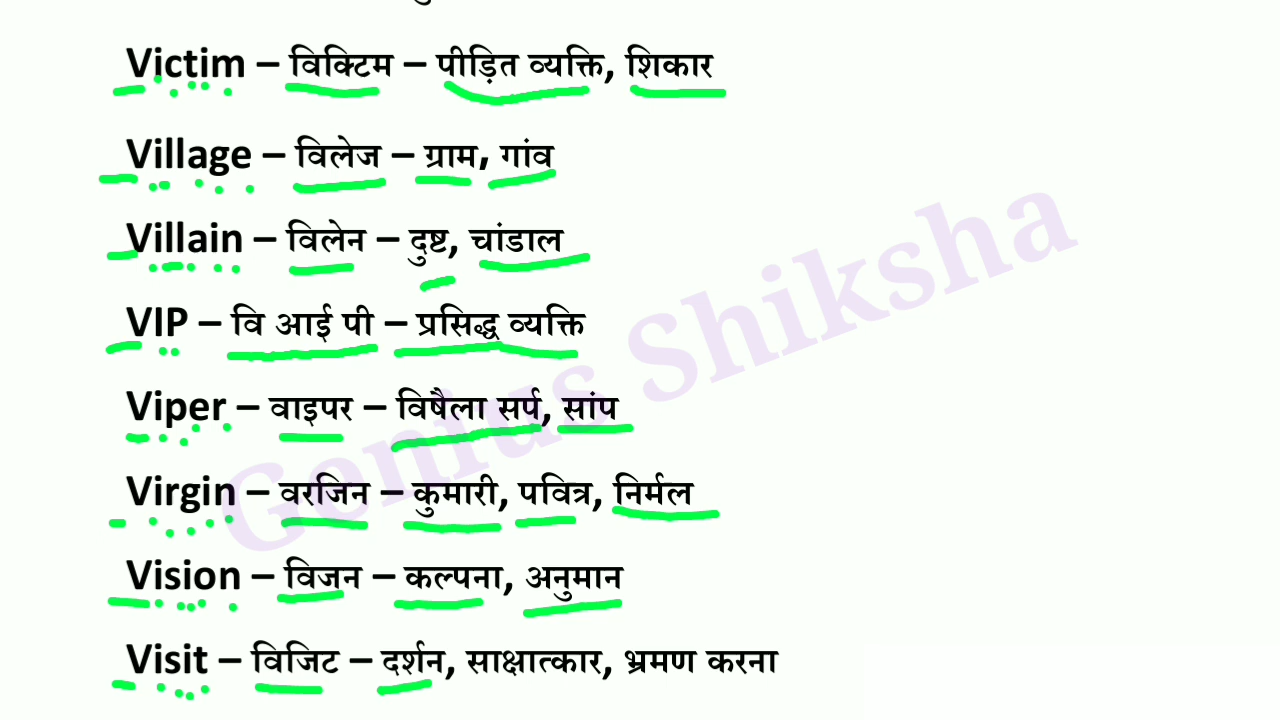 Victim – विक्टिम – पीड़ित व्यक्ति, शिकार
Village – विलेज – ग्राम, गांव
Villain – विलेन – दुष्ट, चांडाल
VIP – वि आई पी – प्रसिद्ध व्यक्ति
Viper – वाइपर – विषैला सर्प, सांप
Virgin – वरजिन – कुमारी, पवित्र, निर्मल
Vision – विजन – कल्पना, अनुमान
Visit – विजिट – दर्शन, साक्षात्कार, भ्रमण करना
Genius Shiksha